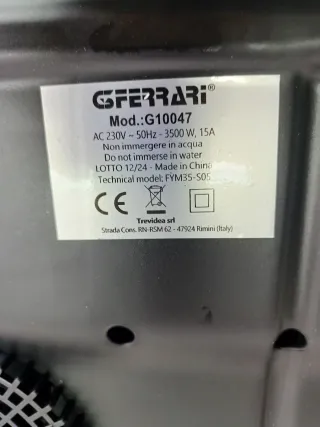 GFERRARI®
Mod.:G10047
AC 230V ~ 50Hz - 3500 W, 15A
Non immergere in acqua
Do not immerse in water
LOTTO 12/24 - Made in China
Technical model: FYM35-S05
CE
Trevidea srl
Strada Cons. RN-RSM 62 - 47924 Rimini (Italy)